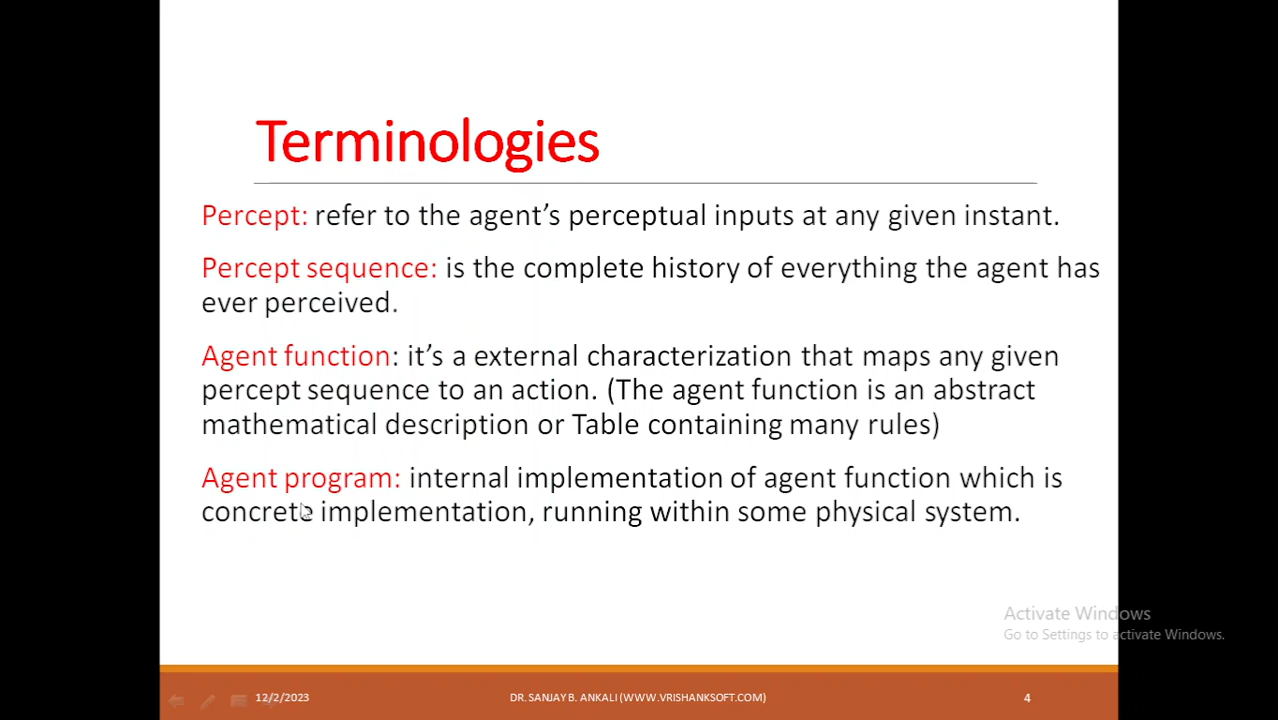 Terminologies
Percept: refer to the agent’s perceptual inputs at any given instant.
Percept sequence: is the complete history of everything the agent has
ever perceived.
Agent function: it’s a external characterization that maps any given
percept sequence to an action. (The agent function is an abstract
mathematical description or Table containing many rules)
Agent program: internal implementation of agent function which is
concrete implementation, running within some physical system.
Activate Windows
Go to Settings to activate Windows.
12/2/2023
DR. SANJAY B. ANKALI (WWW.VRISHANKSOFT.COM)
4